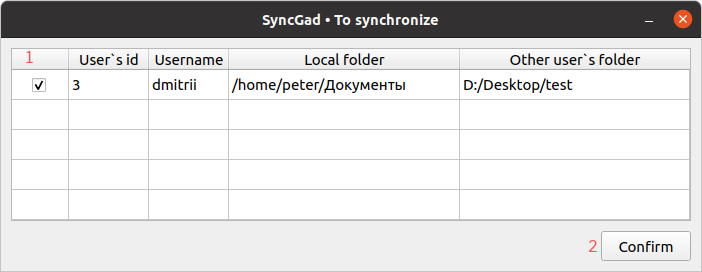 SyncGad • To synchronize
1 User`s id Username Local folder Other user`s folder
3 dmitrii /home/peter/Документы D:/Desktop/test
2 Confirm